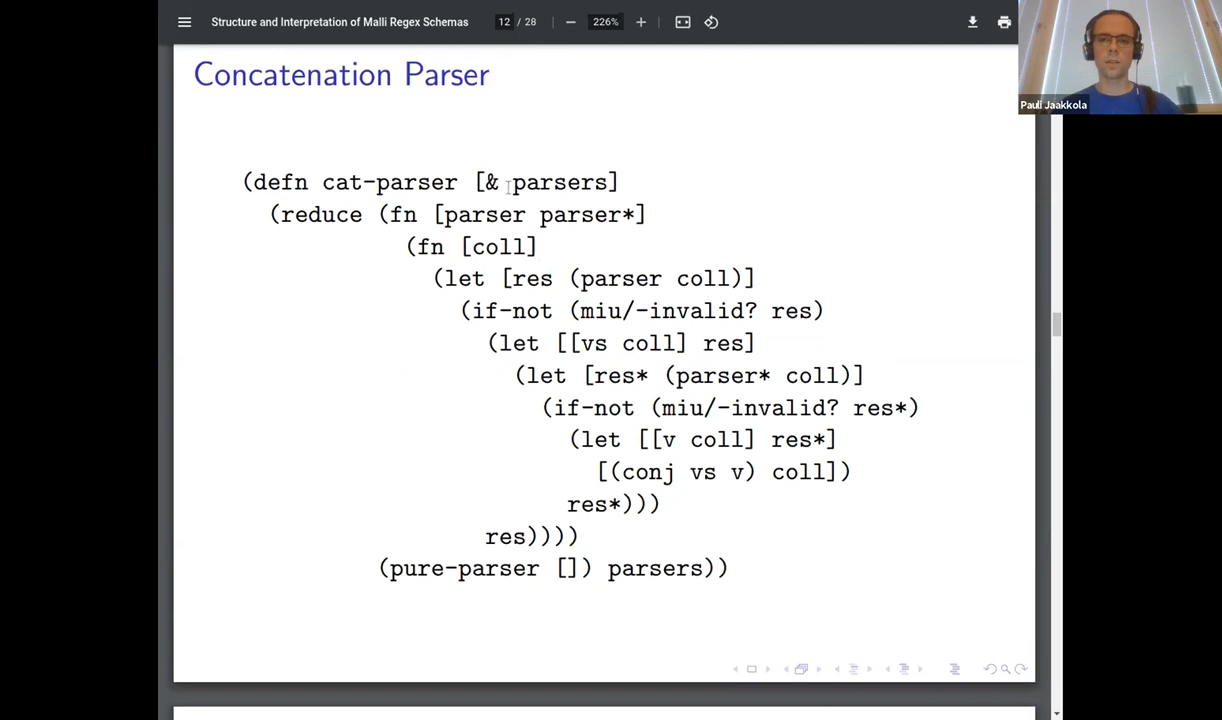 Structure and Interpretation of Malli Regex Schemas
12 / 28
226%
Pauli Jaakkola
Concatenation Parser
(defn cat-parser [& parsers]
(reduce (fn [parser parser*]
(fn [coll]
(let [res (parser coll)]
(if-not (miu/-invalid? res)
(let [[vs coll] res]
(let [res* (parser* coll)]
(if-not (miu/-invalid? res*)
(let [[v coll] res*]
[(conj vs v) coll])
res*)))
res))))
(pure-parser []) parsers))